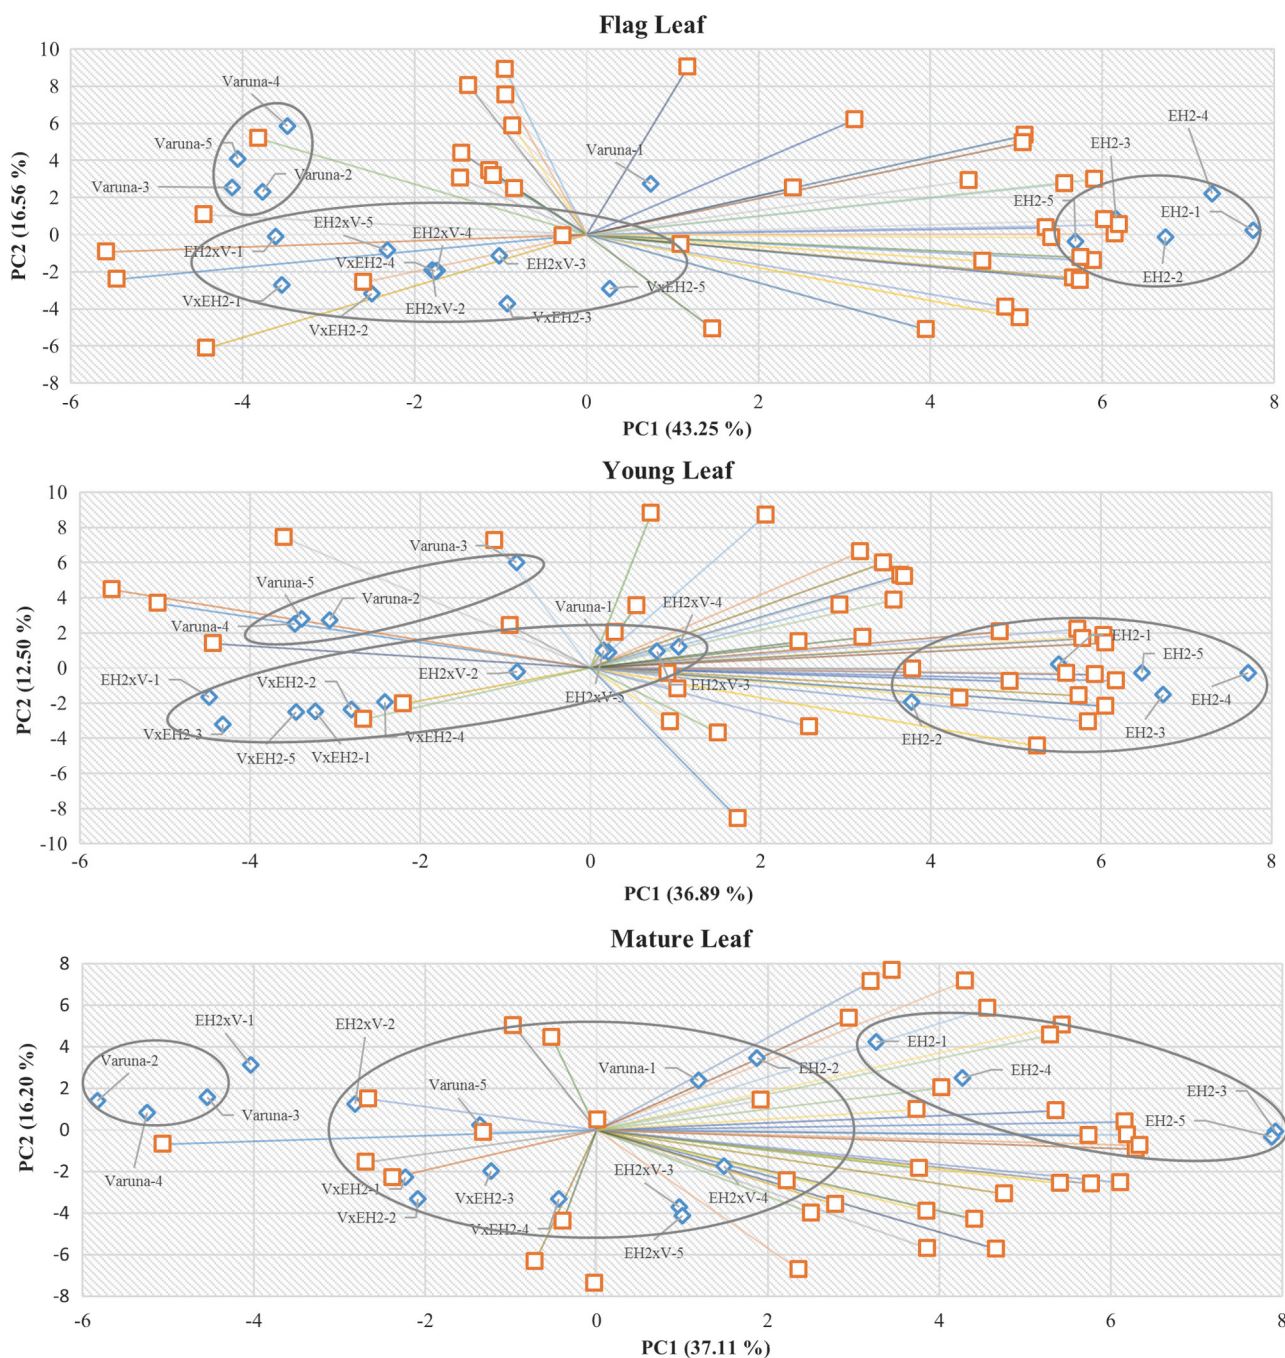 Flag Leaf
10
8
6
4
2
0
-2
-4
-6
-8
PC2 (16.56 %)
Varuna-4
Varuna-5
Varuna-3
Varuna-2
Varuna-1
EH2-4
EH2-3
EH2-5
EH2-1
EH2-2
EH2xV-5
EH2xV-4
EH2xV-1
EH2xV-3
VxEH2-4
VxEH2-5
VxEH2-1
EH2xV-2
VxEH2-2
VxEH2-3
-6 -4 -2 0 2 4 6 8
PC1 (43.25 %)
Young Leaf
10
8
6
4
2
0
-2
-4
-6
-8
-10
PC2 (12.50 %)
Varuna-3
Varuna-5
Varuna-2
Varuna-4
Varuna-1
EH2xV-4
EH2-1
EH2-5
EH2xV-2
EH2xV-1
VxEH2-2
EH2xV-5
EH2xV-3
EH2-4
VxEH2-3
VxEH2-4
EH2-2
EH2-3
VxEH2-5
VxEH2-1
-6 -4 -2 0 2 4 6 8
PC1 (36.89 %)
Mature Leaf
8
6
4
2
0
-2
-4
-6
-8
PC2 (16.20 %)
EH2xV-1
EH2xV-2
Varuna-2
Varuna-5
Varuna-1
EH2-2
EH2-1
EH2-4
EH2-3
EH2-5
Varuna-3
Varuna-4
VxEH2-1
VxEH2-3
EH2xV-3
EH2xV-4
VxEH2-2
VxEH2-4
EH2xV-5
-6 -4 -2 0 2 4 6 8
PC1 (37.11 %)